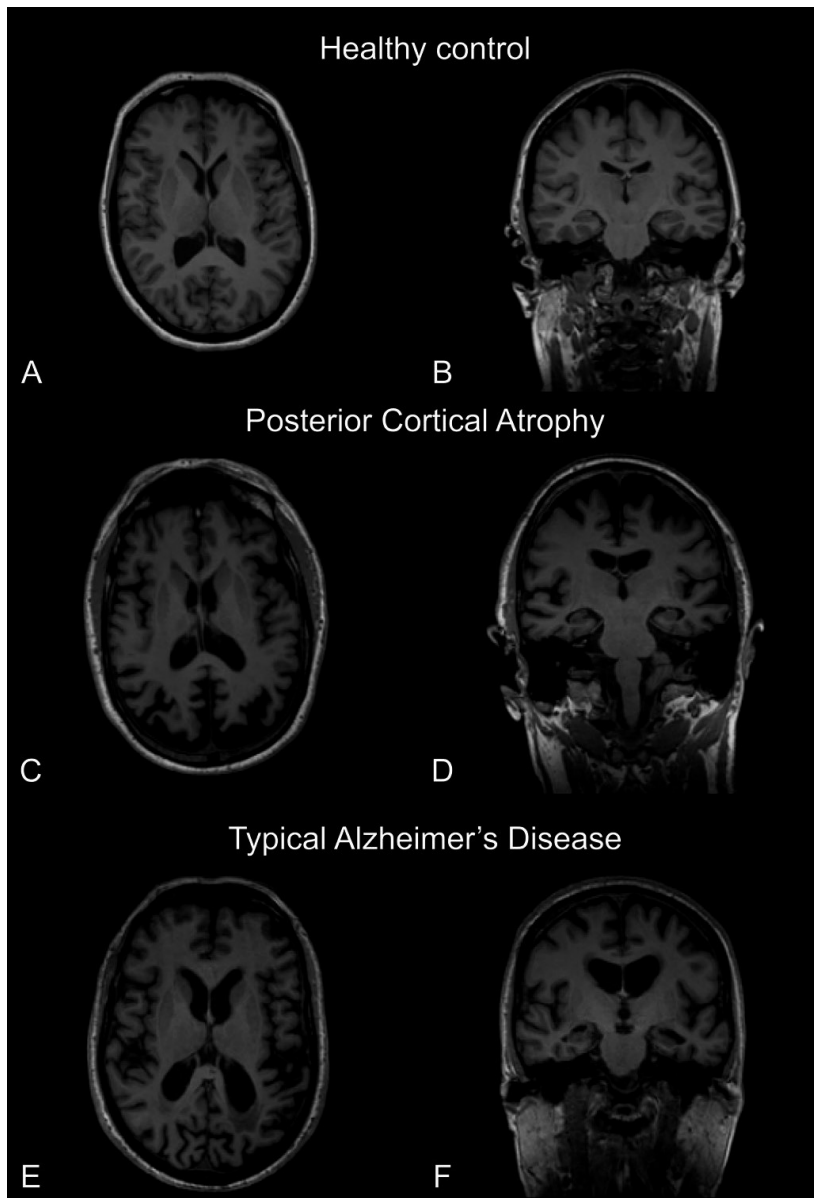 Healthy control
A
B
Posterior Cortical Atrophy
C
D
Typical Alzheimer’s Disease
E
F